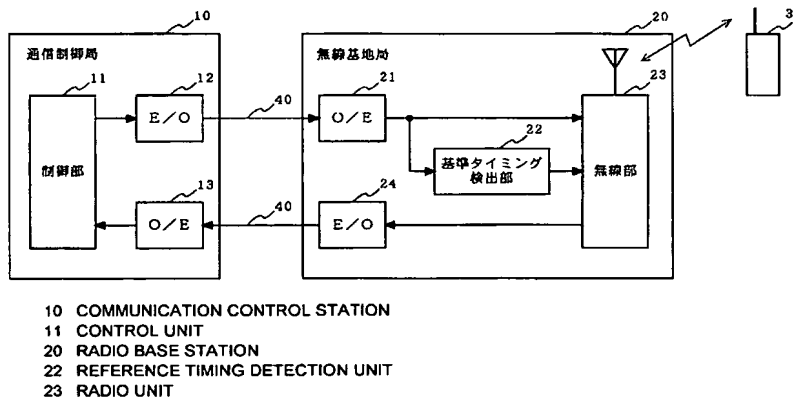 10
20
3
通信制御局
無線基地局
11
12
21
23
E/O
40
O/E
22
制御部
基準タイミング
検出部
無線部
13
24
O/E
40
E/O
10 COMMUNICATION CONTROL STATION
11 CONTROL UNIT
20 RADIO BASE STATION
22 REFERENCE TIMING DETECTION UNIT
23 RADIO UNIT